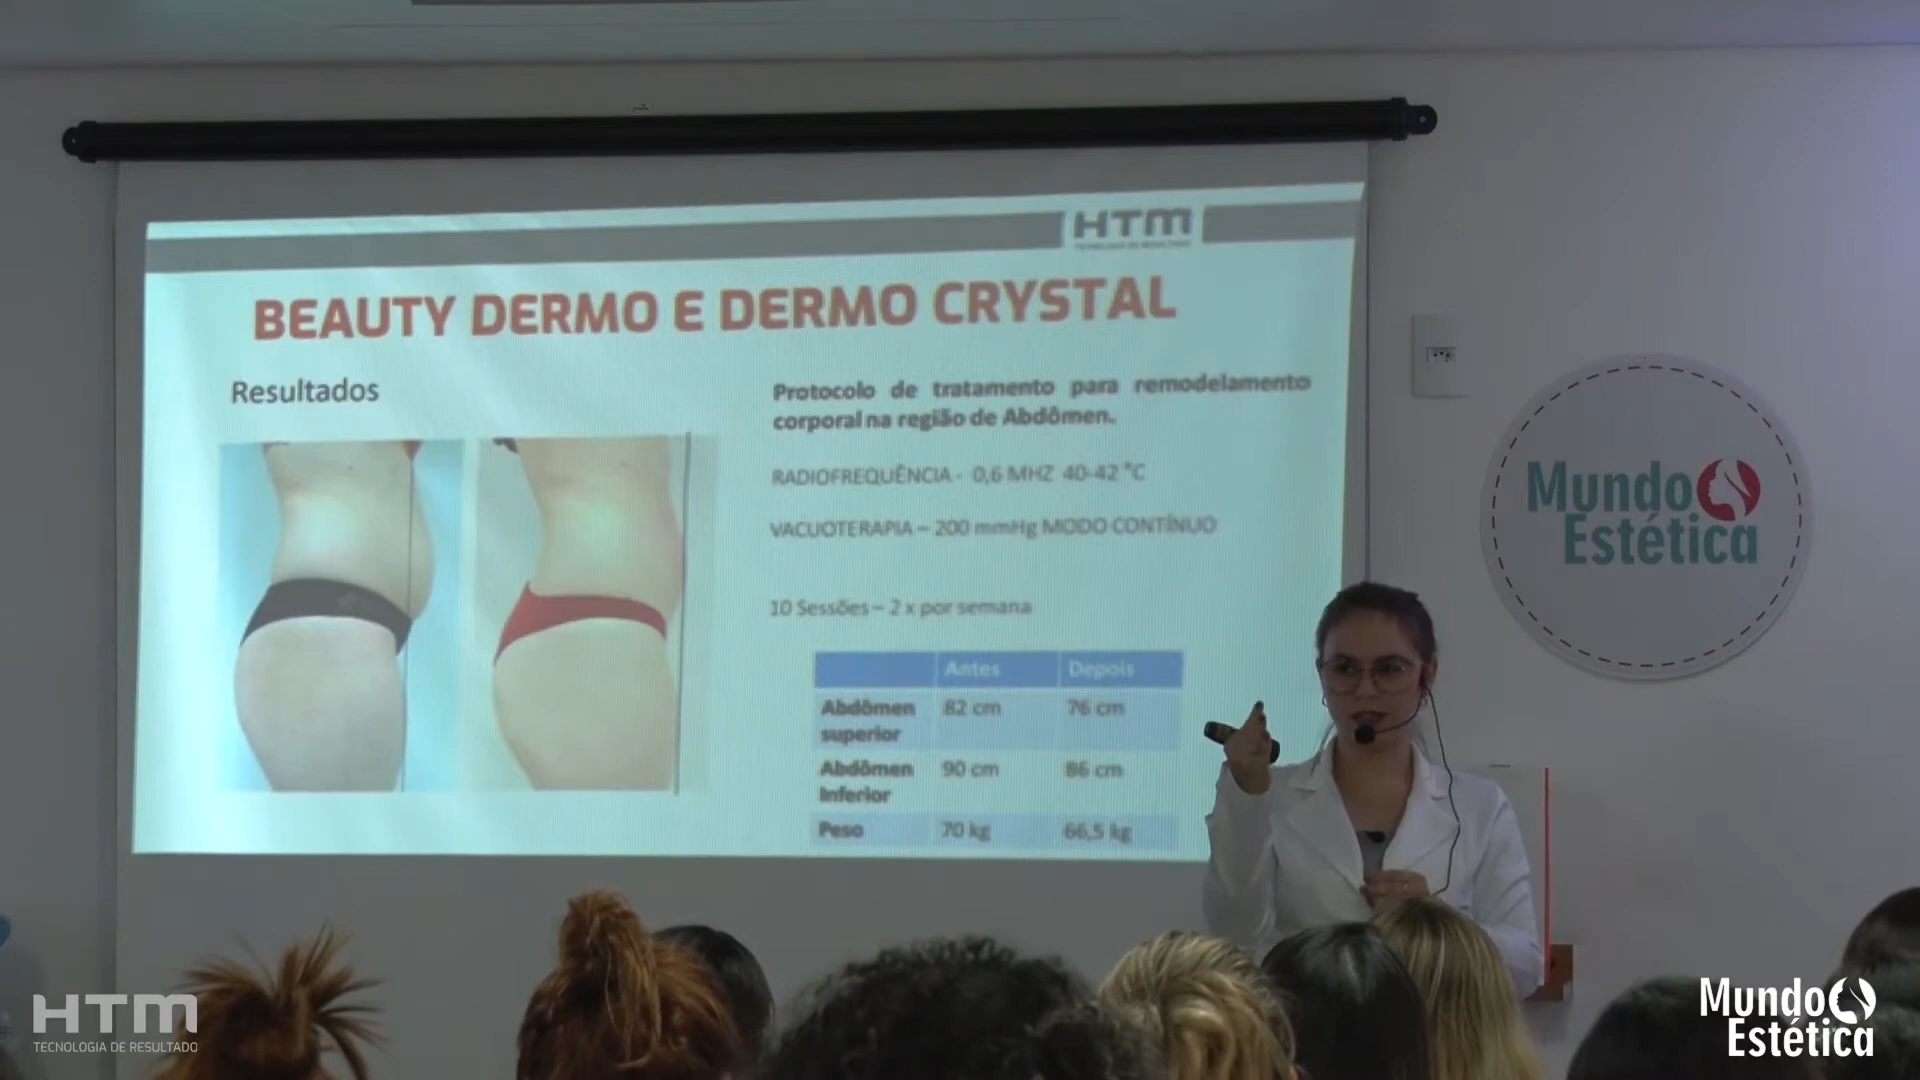 HTM
BEAUTY DERMO E DERMO CRYSTAL
Resultados
Protocolo de tratamento para remodelamento
corporal na região de Abdômen.
RADIOFREQUÊNCIA - 0,6 MHZ 40-42 °C
VACUOTERAPIA – 200 mmHg MODO CONTÍNUO
10 Sessões – 2 x por semana
Antes Depois
Abdômen 82 cm 76 cm
superior
Abdômen 90 cm 86 cm
Inferior
Peso 70 kg 66,5 kg
Mundo
Estética
HTM
TECNOLOGIA DE RESULTADO
Mundo
Estética